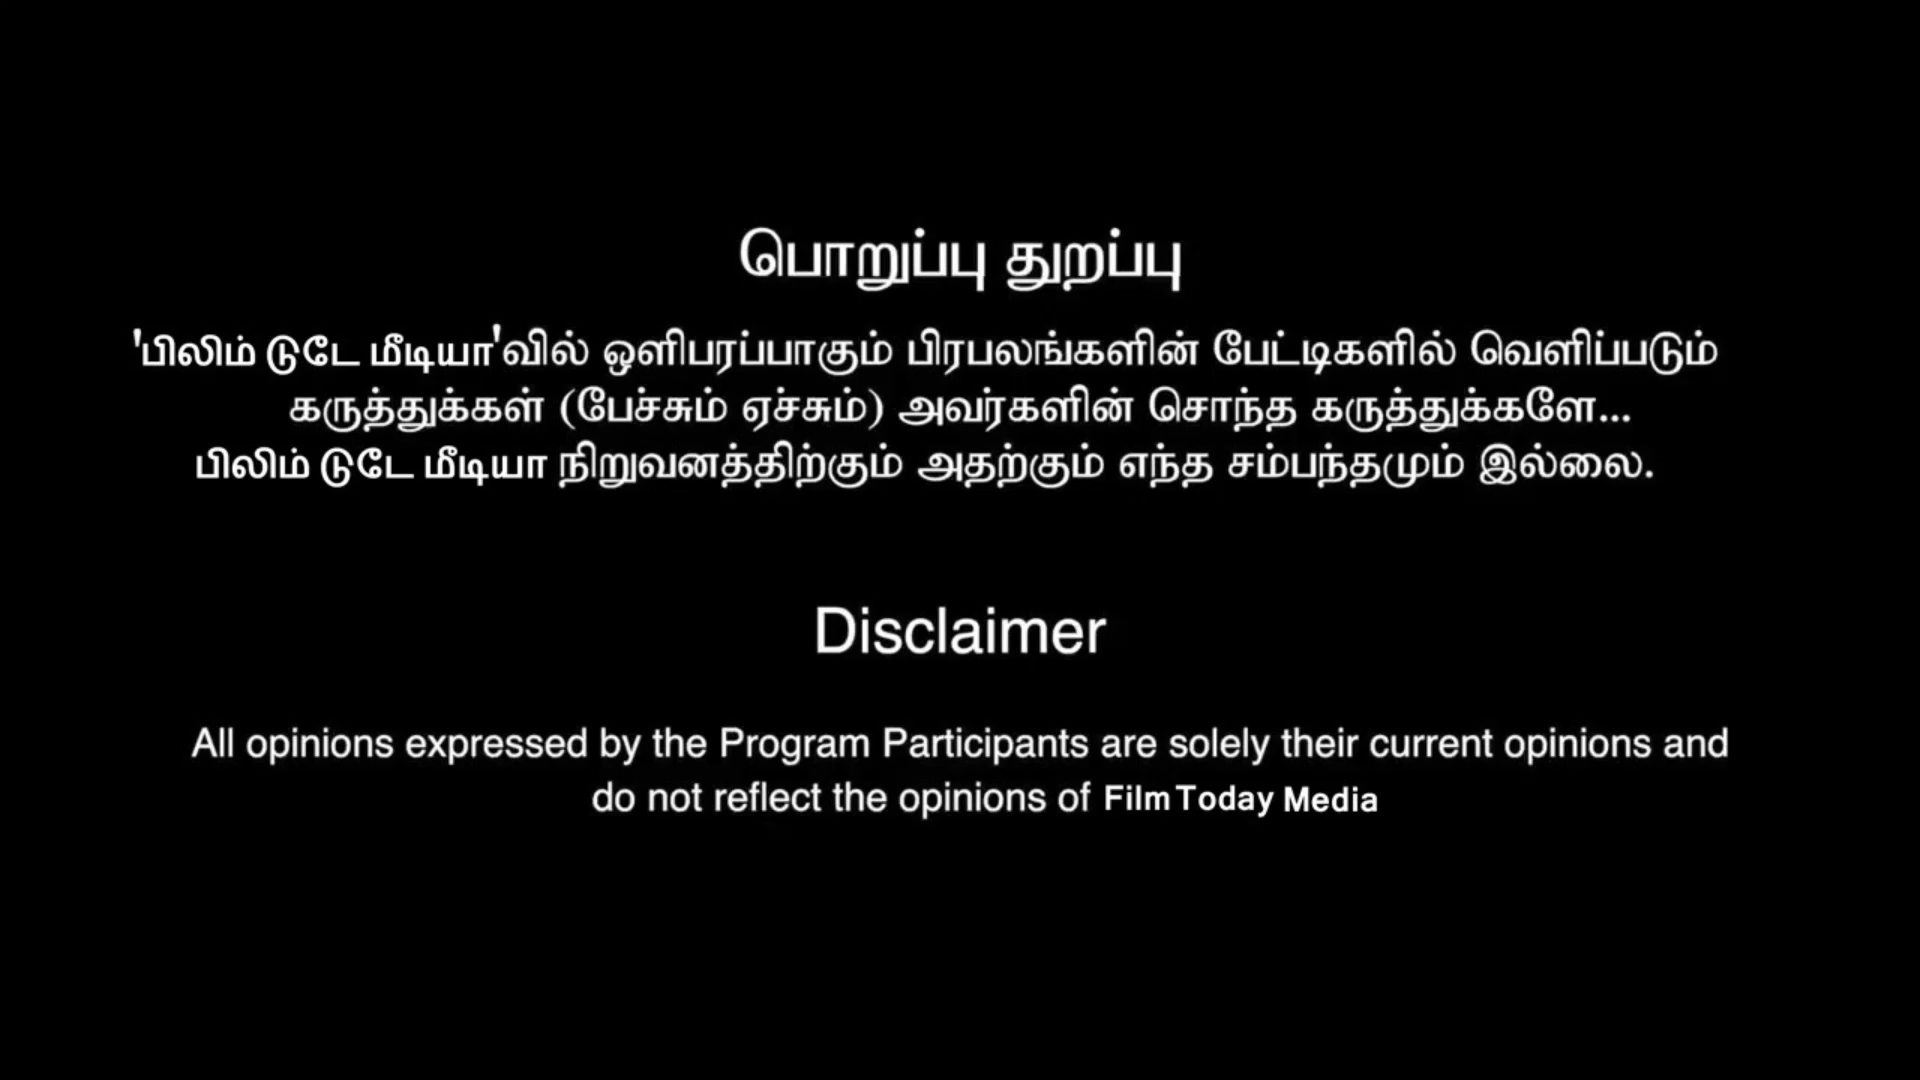 பொறுப்பு துறப்பு
'பிலிம் டுடே மீடியா'வில் ஒளிபரப்பாகும் பிரபலங்களின் பேட்டிகளில் வெளிப்படும்
கருத்துக்கள் (பேச்சும் ஏச்சும்) அவர்களின் சொந்த கருத்துக்களே...
பிலிம் டுடே மீடியா நிறுவனத்திற்கும் அதற்கும் எந்த சம்பந்தமும் இல்லை.
Disclaimer
All opinions expressed by the Program Participants are solely their current opinions and
do not reflect the opinions of Film Today Media